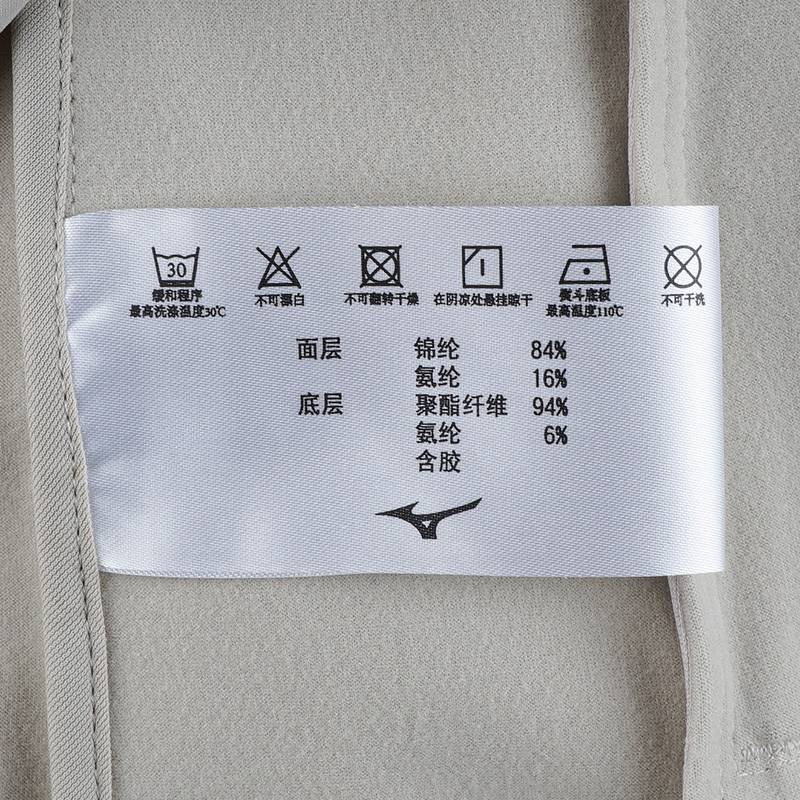 30
缓和程序
最高洗涤温度30℃
不可漂白
不可翻转干燥
在阴凉处悬挂晾干
熨斗底板
最高温度110℃
不可干洗
面层 锦纶 84%
氨纶 16%
底层 聚酯纤维 94%
氨纶 6%
含胶